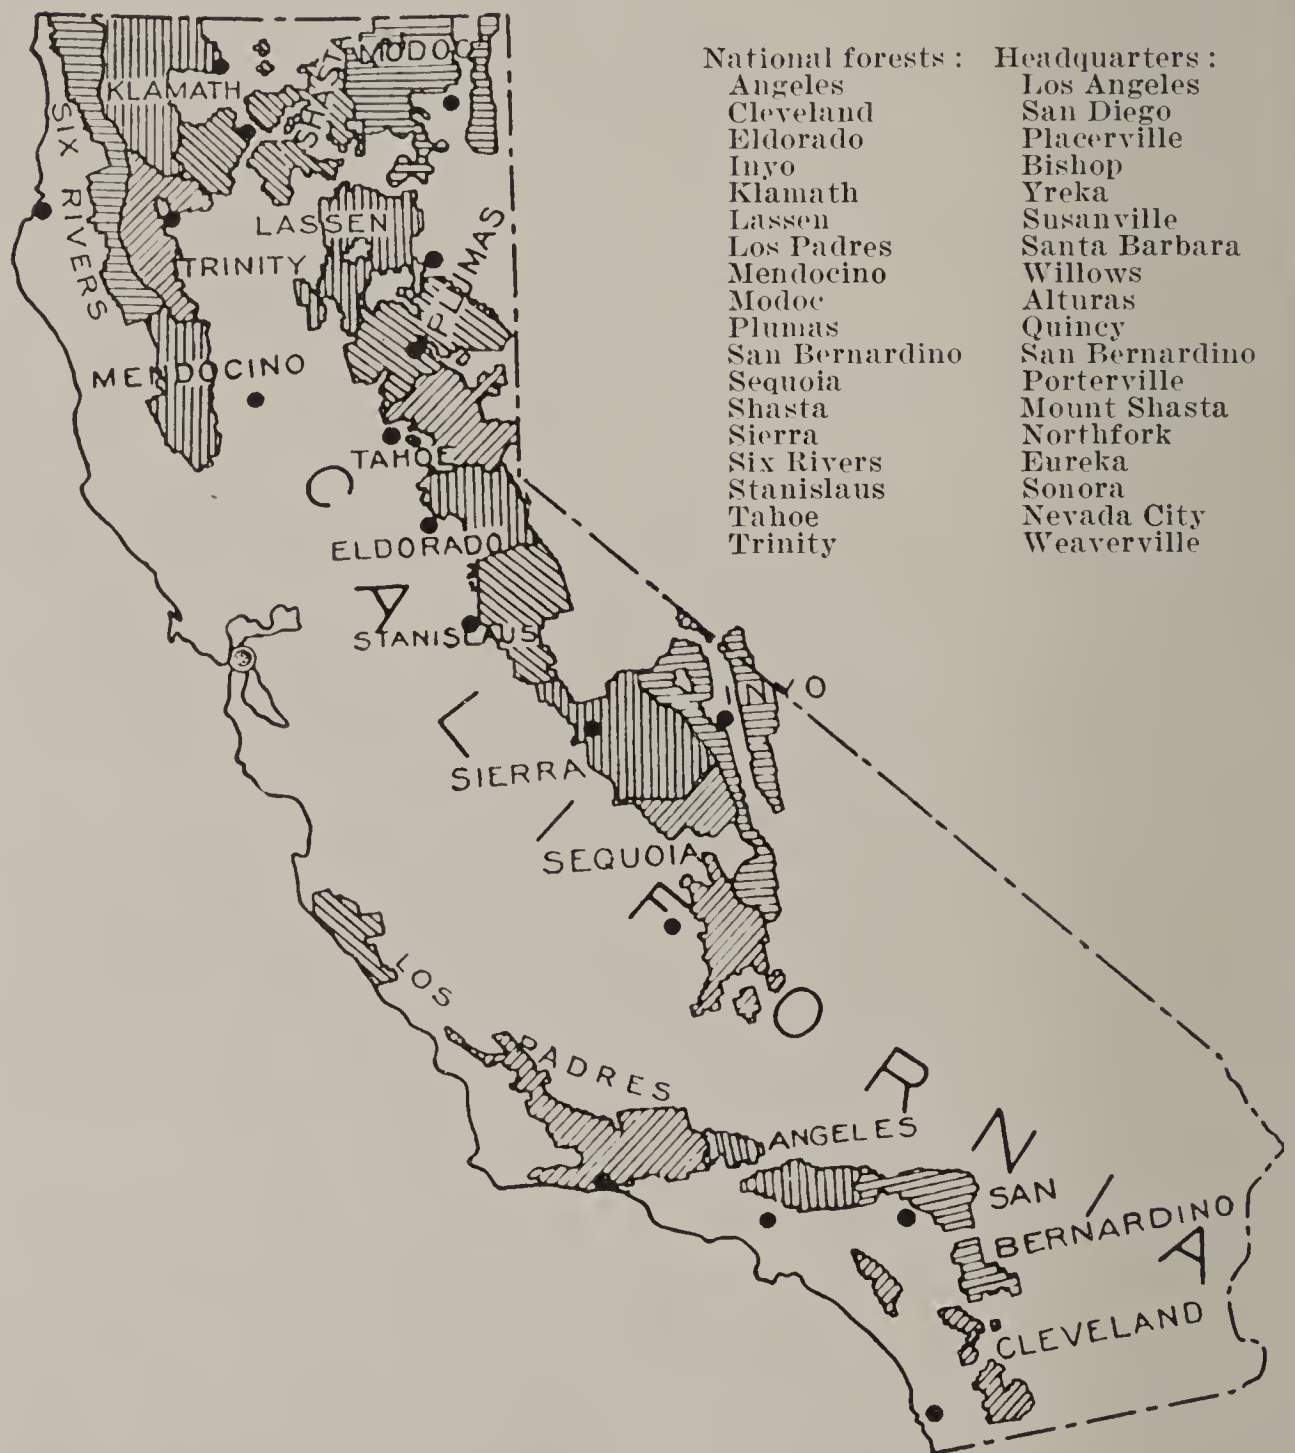 National forests : Headquarters :
Angeles Los Angeles
Cleveland San Diego
Eldorado Placerville
Inyo Bishop
Klamath Yreka
Lassen Susanville
Los Padres Santa Barbara
Mendocino Willows
Modoc Alturas
Plumas Quincy
San Bernardino San Bernardino
Sequoia Porterville
Shasta Mount Shasta
Sierra Northfork
Six Rivers Eureka
Stanislaus Sonora
Tahoe Nevada City
Trinity Weaverville
MODOC
KLAMATH
SHASTA
SIX RIVERS
LASSEN
TRINITY
PLUMAS
MENDOCINO
TAHOE
ELDORADO
STANISLAUS
INYO
SIERRA
SEQUOIA
LOS PADRES
ANGELES
SAN
BERNARDINO
CLEVELAND
CALIFORNIA